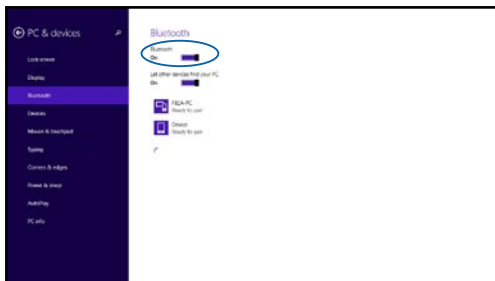 PC & devices
Lock screen
Display
Bluetooth
Devices
Mouse & touchpad
Typing
Corners & edges
Power & sleep
AutoPlay
PC info
Bluetooth
Bluetooth
On
Let other devices find your PC
On
Ready to pair
Device
Ready to pair